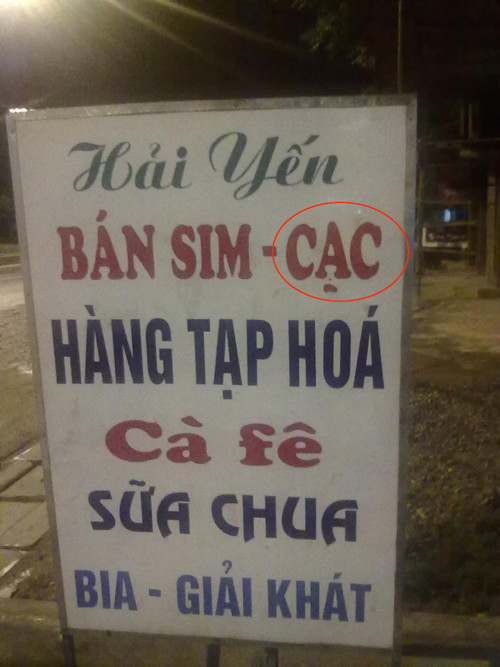 Hải Yến
BÁN SIM - CẠC
HÀNG TẠP HOÁ
Cà fê
SỮA CHUA
BIA - GIẢI KHÁT